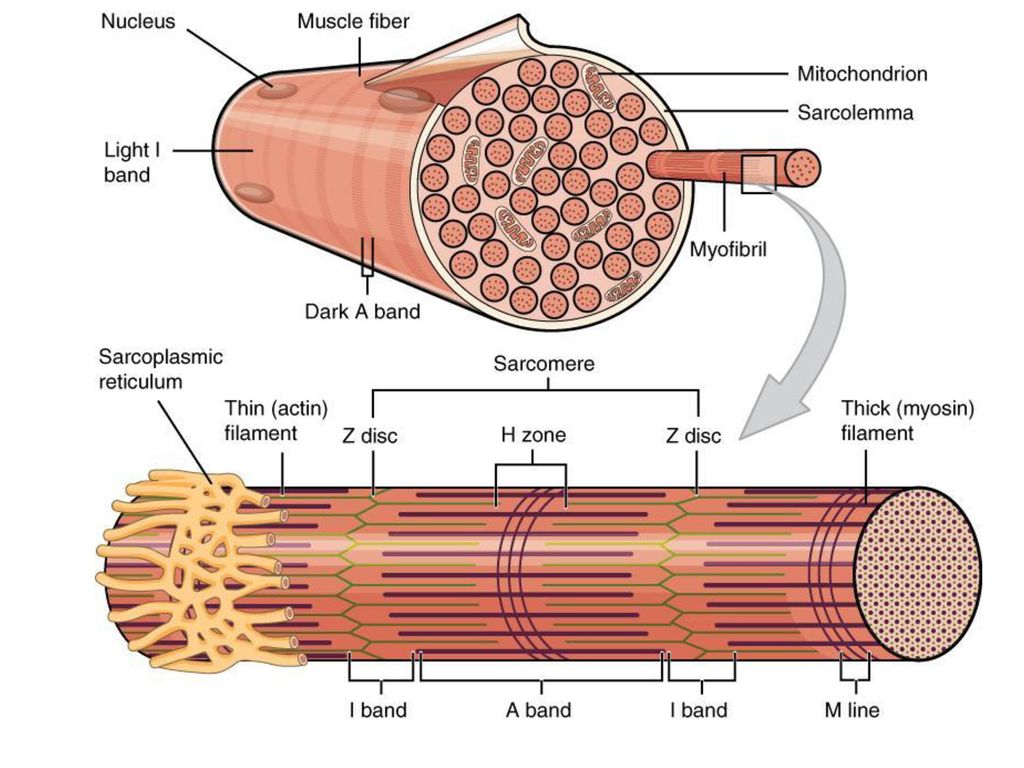 Nucleus
Muscle fiber
Mitochondrion
Sarcolemma
Light I
band
Myofibril
Dark A band
Sarcoplasmic
reticulum
Sarcomere
Thin (actin)
filament
Z disc
H zone
Z disc
Thick (myosin)
filament
I band
A band
I band
M line